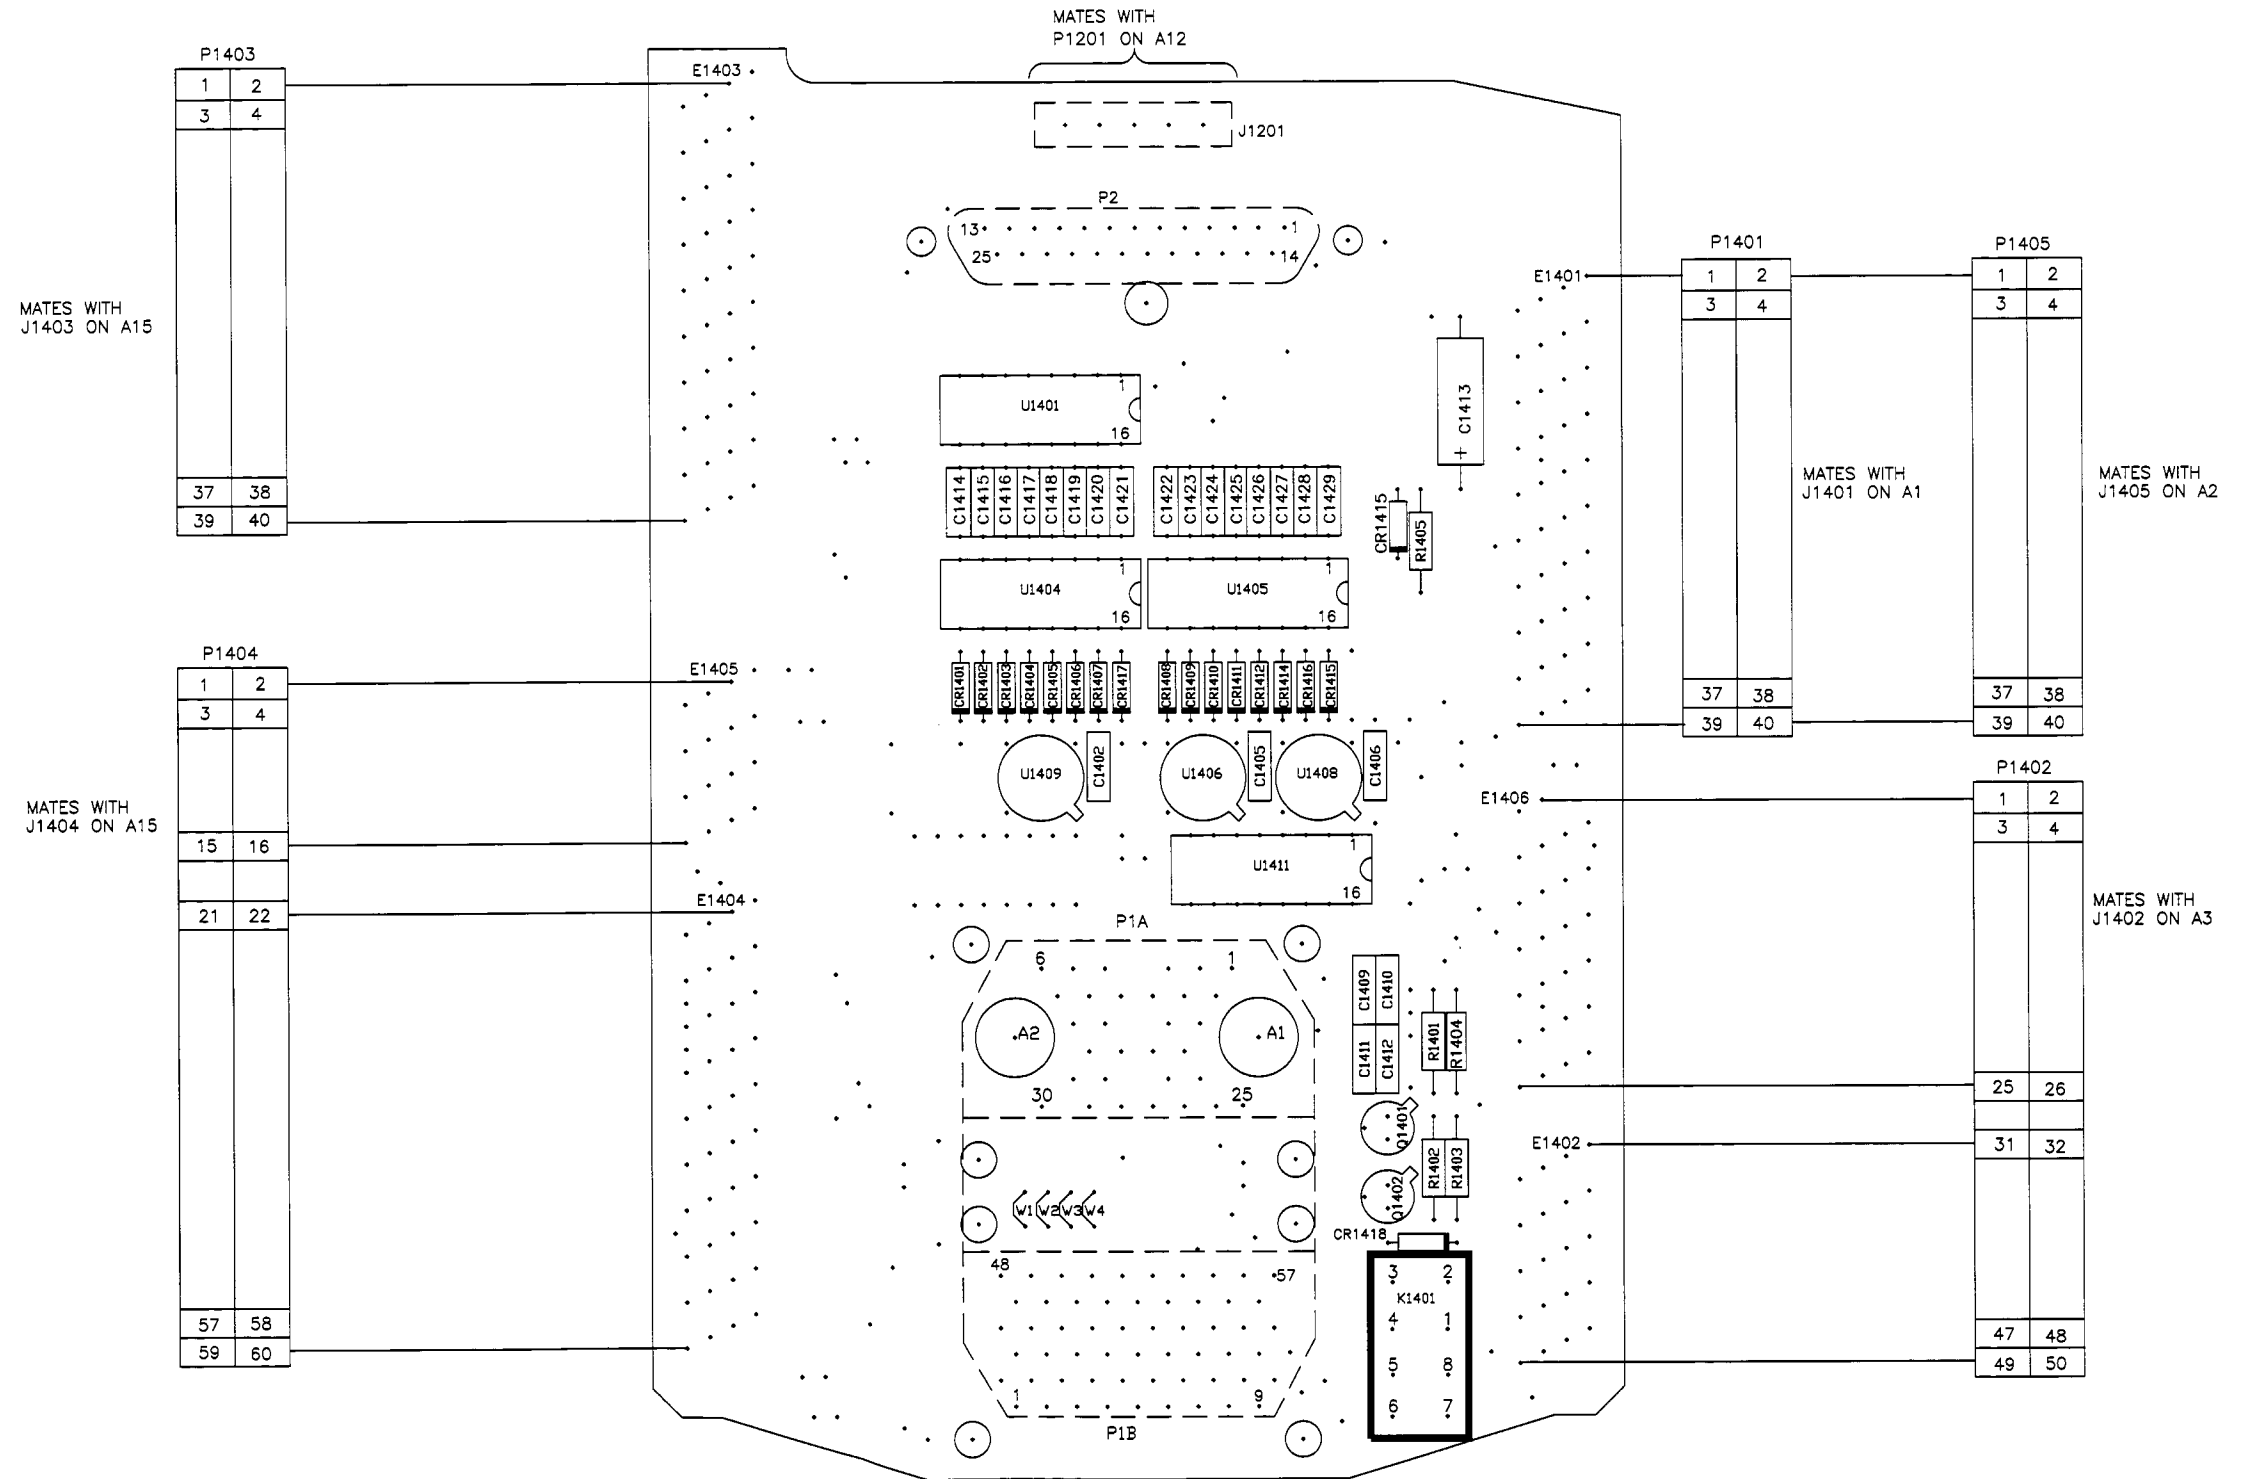 MATES WITH
P1201 ON A12
P1403
1 2
3 4
37 38
39 40
MATES WITH
J1403 ON A15
E1403
J1201
P2
13 1
25 14
E1401
P1401
1 2
3 4
37 38
39 40
MATES WITH
J1401 ON A1
P1405
1 2
3 4
37 38
39 40
MATES WITH
J1405 ON A2
U1401
1
16
C1413
+
C1414 C1415 C1416 C1417 C1418 C1419 C1420 C1421
C1422 C1423 C1424 C1425 C1426 C1427 C1428 C1429
CR1415
R1405
U1404
1
16
U1405
1
16
P1404
1 2
3 4
15 16
21 22
57 58
59 60
MATES WITH
J1404 ON A15
E1405
E1404
CR1401 CR1402 CR1403 CR1404 CR1405 CR1406 CR1407 CR1417
CR1408 CR1409 CR1410 CR1411 CR1412 CR1414 CR1416 CR1415
U1409
C1402
U1406
C1405
U1408
C1406
E1406
P1402
1 2
3 4
25 26
31 32
47 48
49 50
MATES WITH
J1402 ON A3
U1411
1
16
P1A
6 1
A2 A1
30 25
C1409 C1410
C1411 C1412
R1401 R1404
Q1401
R1402 R1403
Q1402
E1402
W1 W2 W3 W4
CR1418
48 57
1 9
P1B
3 2
K1401
4 1
5 8
6 7